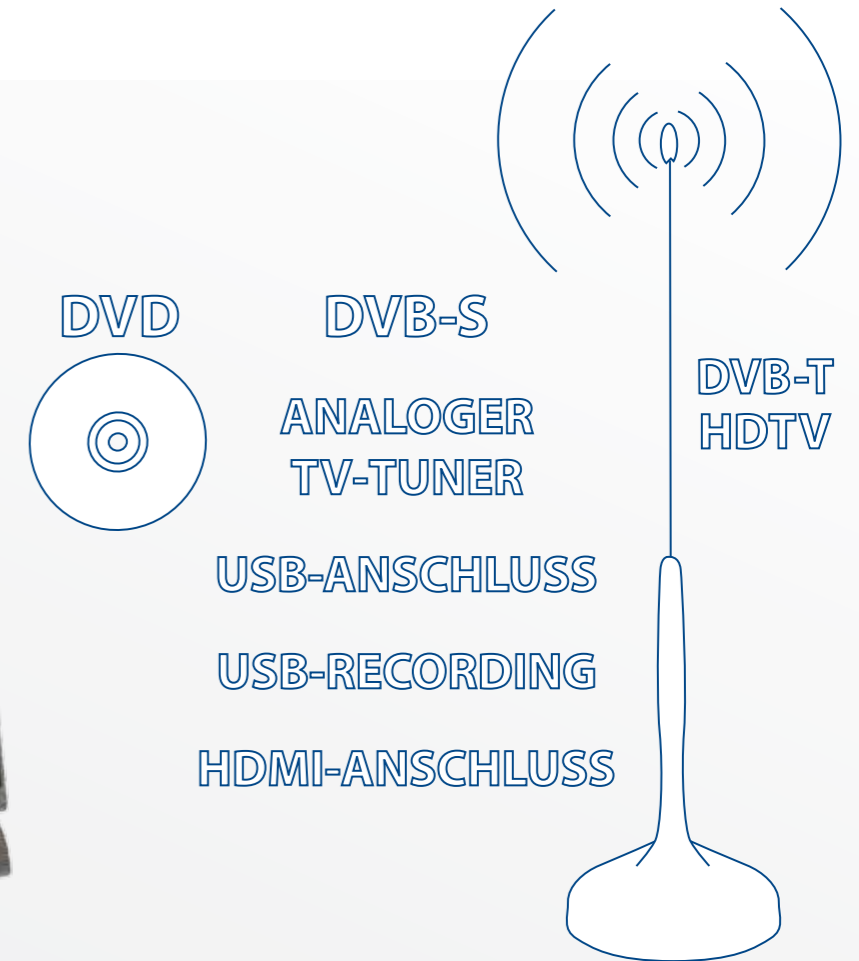 DVD
DVB-S
DVB-T
HDTV
ANALOGER
TV-TUNER
USB-ANSCHLUSS
USB-RECORDING
HDMI-ANSCHLUSS